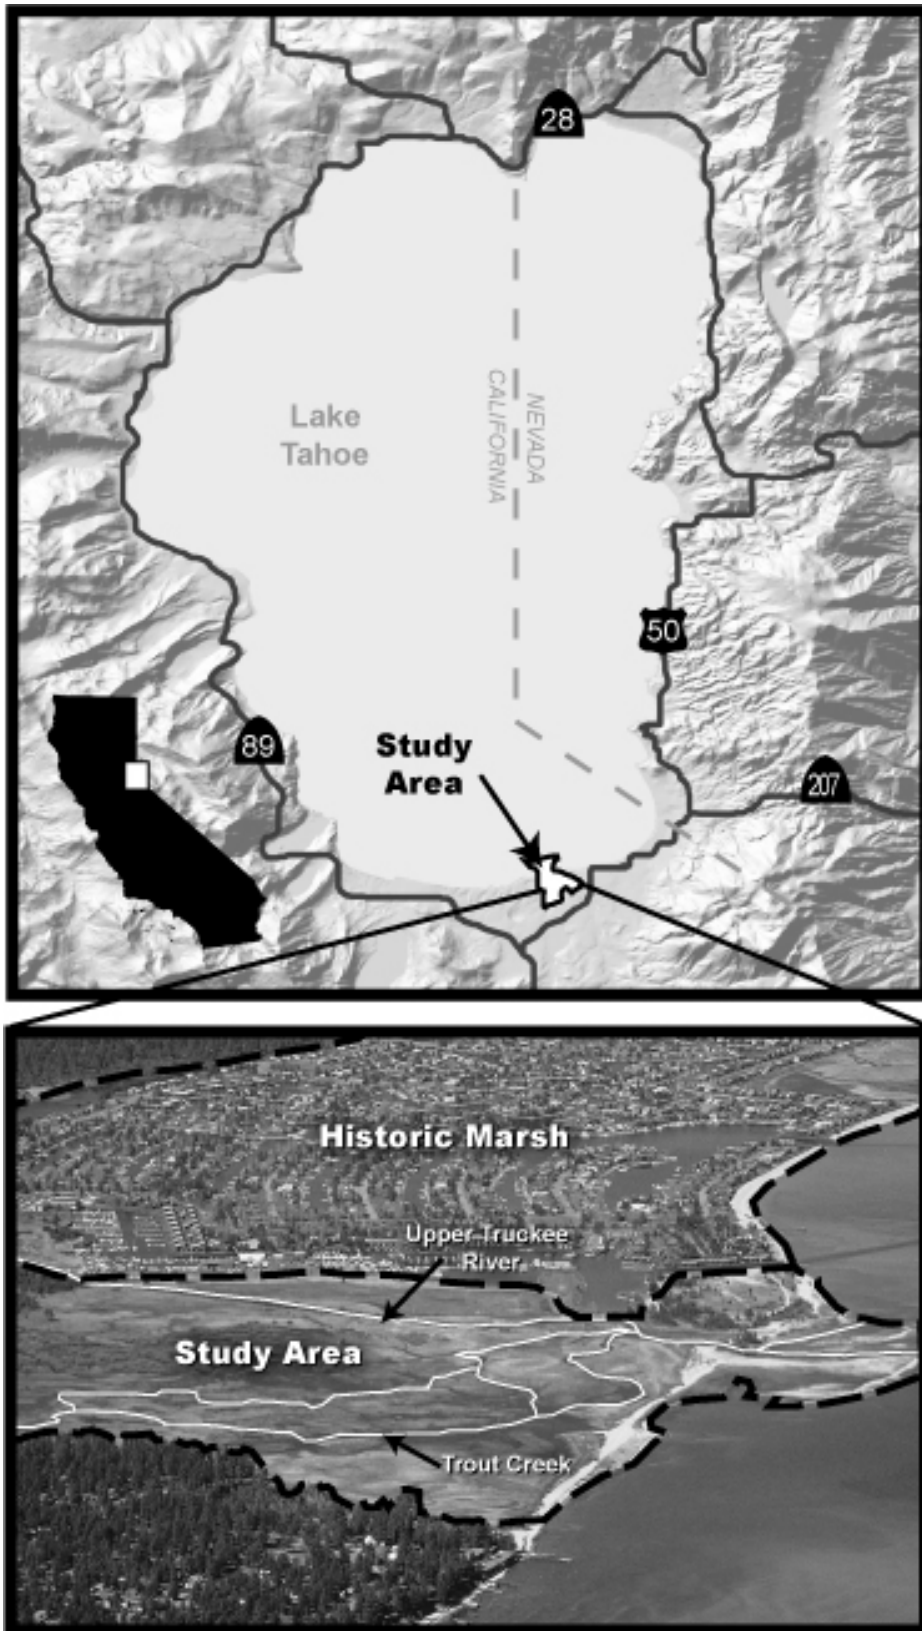 28
Lake
Tahoe
NEVADA
CALIFORNIA
50
Study
Area
89
207
Historic Marsh
Upper Truckee
River
Study Area
Trout Creek